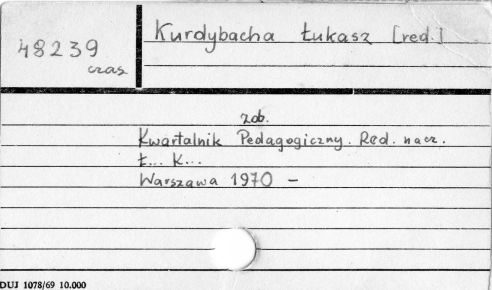 Kurdybacha Łukasz [red.]
48239
czas
zob.
Kwartalnik Pedagogiczny. Red. nacz.
Ł... K...
Warszawa 1970 -
DUJ 1078/69 10.000